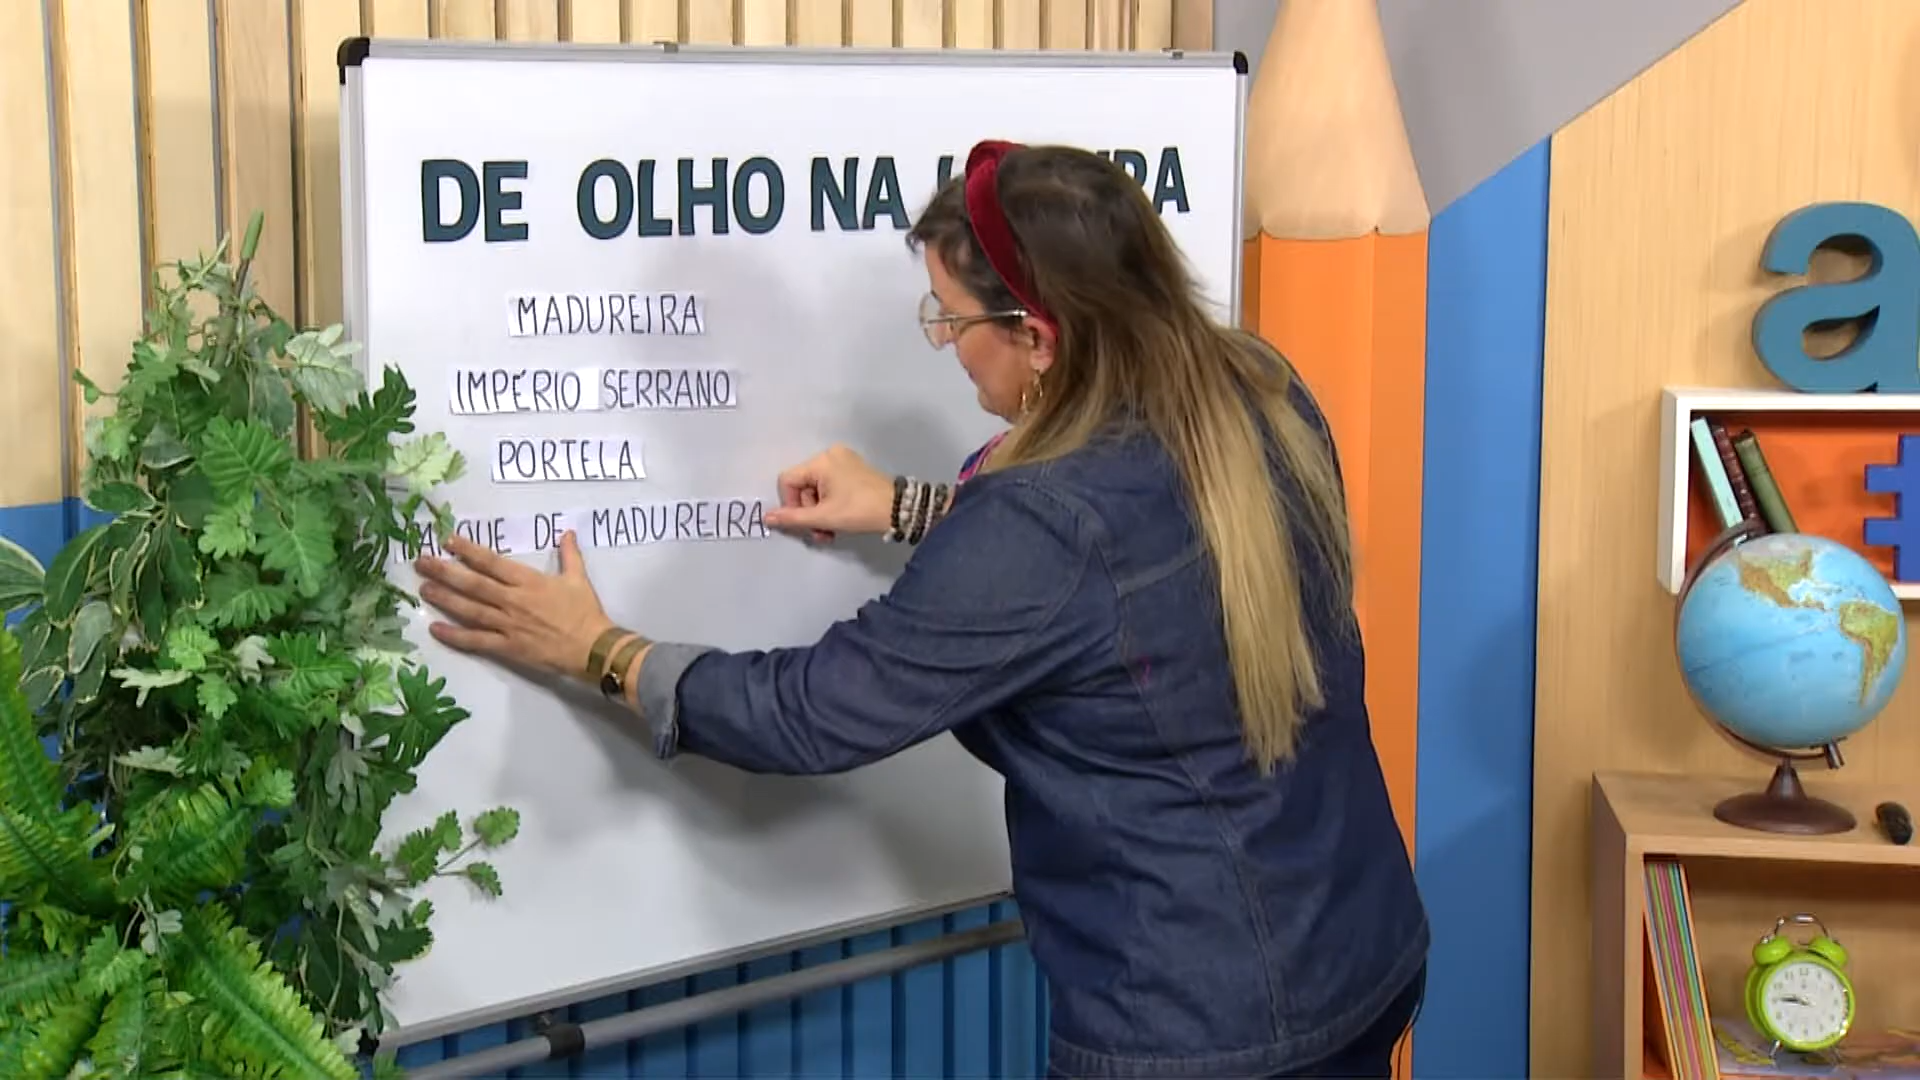 DE OLHO NA
MADUREIRA
IMPÉRIO SERRANO
PORTELA
DE MADUREIRA
a